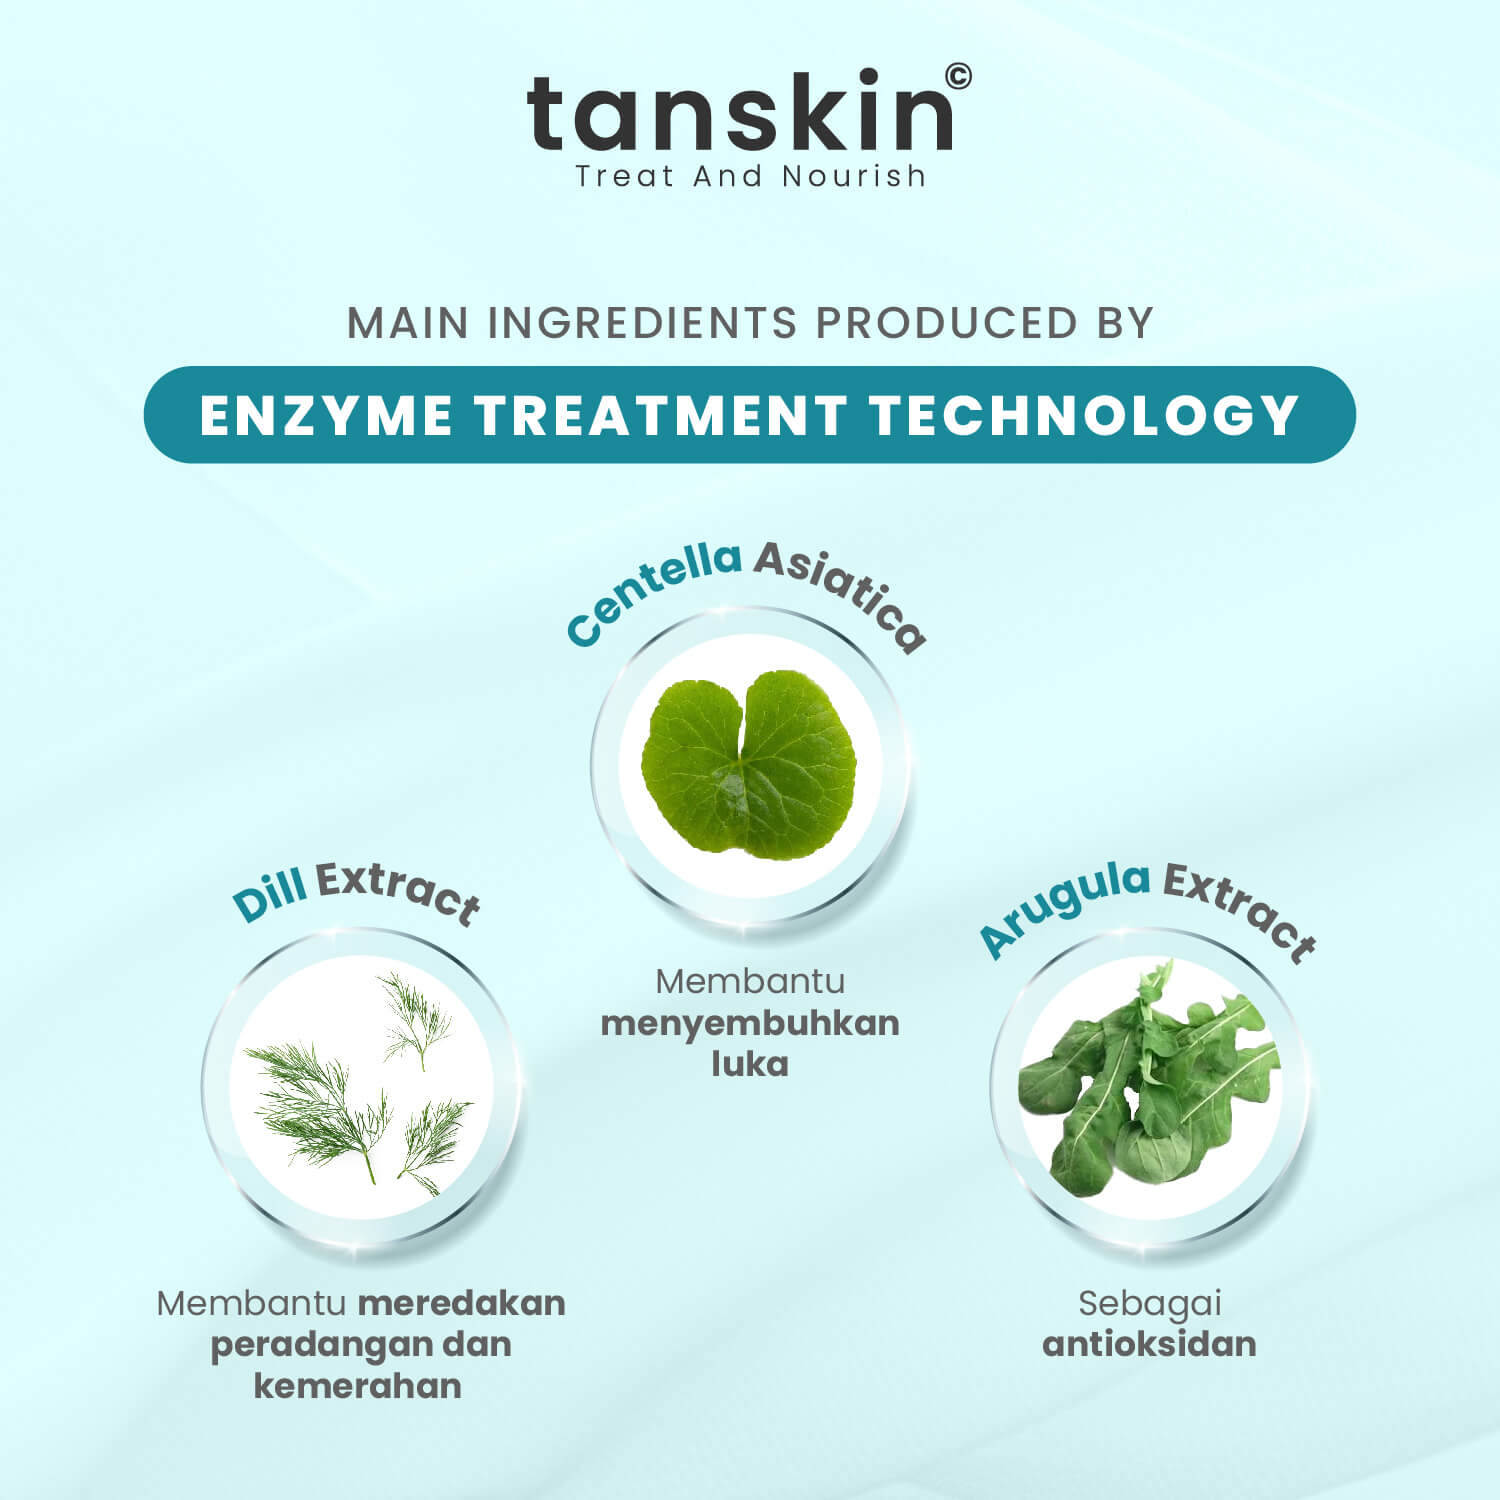 tanskin©
Treat And Nourish
MAIN INGREDIENTS PRODUCED BY
ENZYME TREATMENT TECHNOLOGY
Centella Asiatica
Membantu
menyembuhkan
luka
Dill Extract
Membantu meredakan
peradangan dan
kemerahan
Arugula Extract
Sebagai
antioksidan